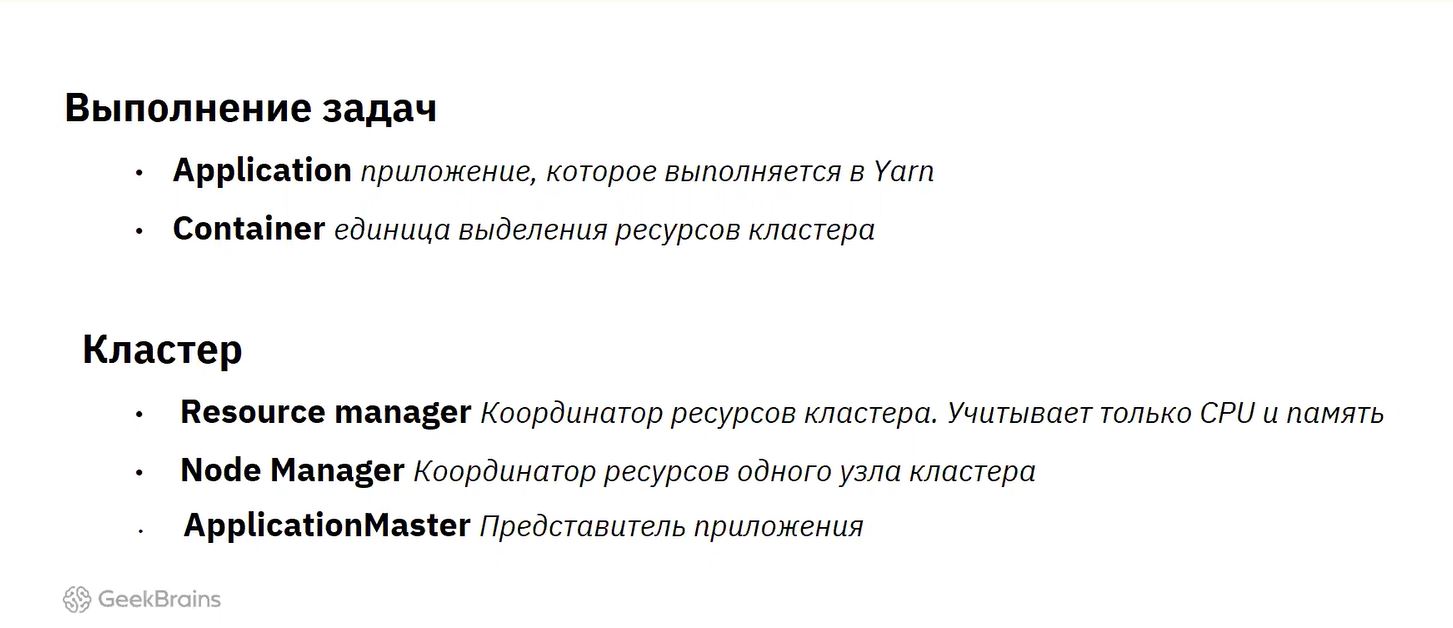 Выполнение задач
• Application приложение, которое выполняется в Yarn
• Container единица выделения ресурсов кластера
Кластер
• Resource manager Координатор ресурсов кластера. Учитывает только CPU и память
• Node Manager Координатор ресурсов одного узла кластера
• ApplicationMaster Представитель приложения
GeekBrains